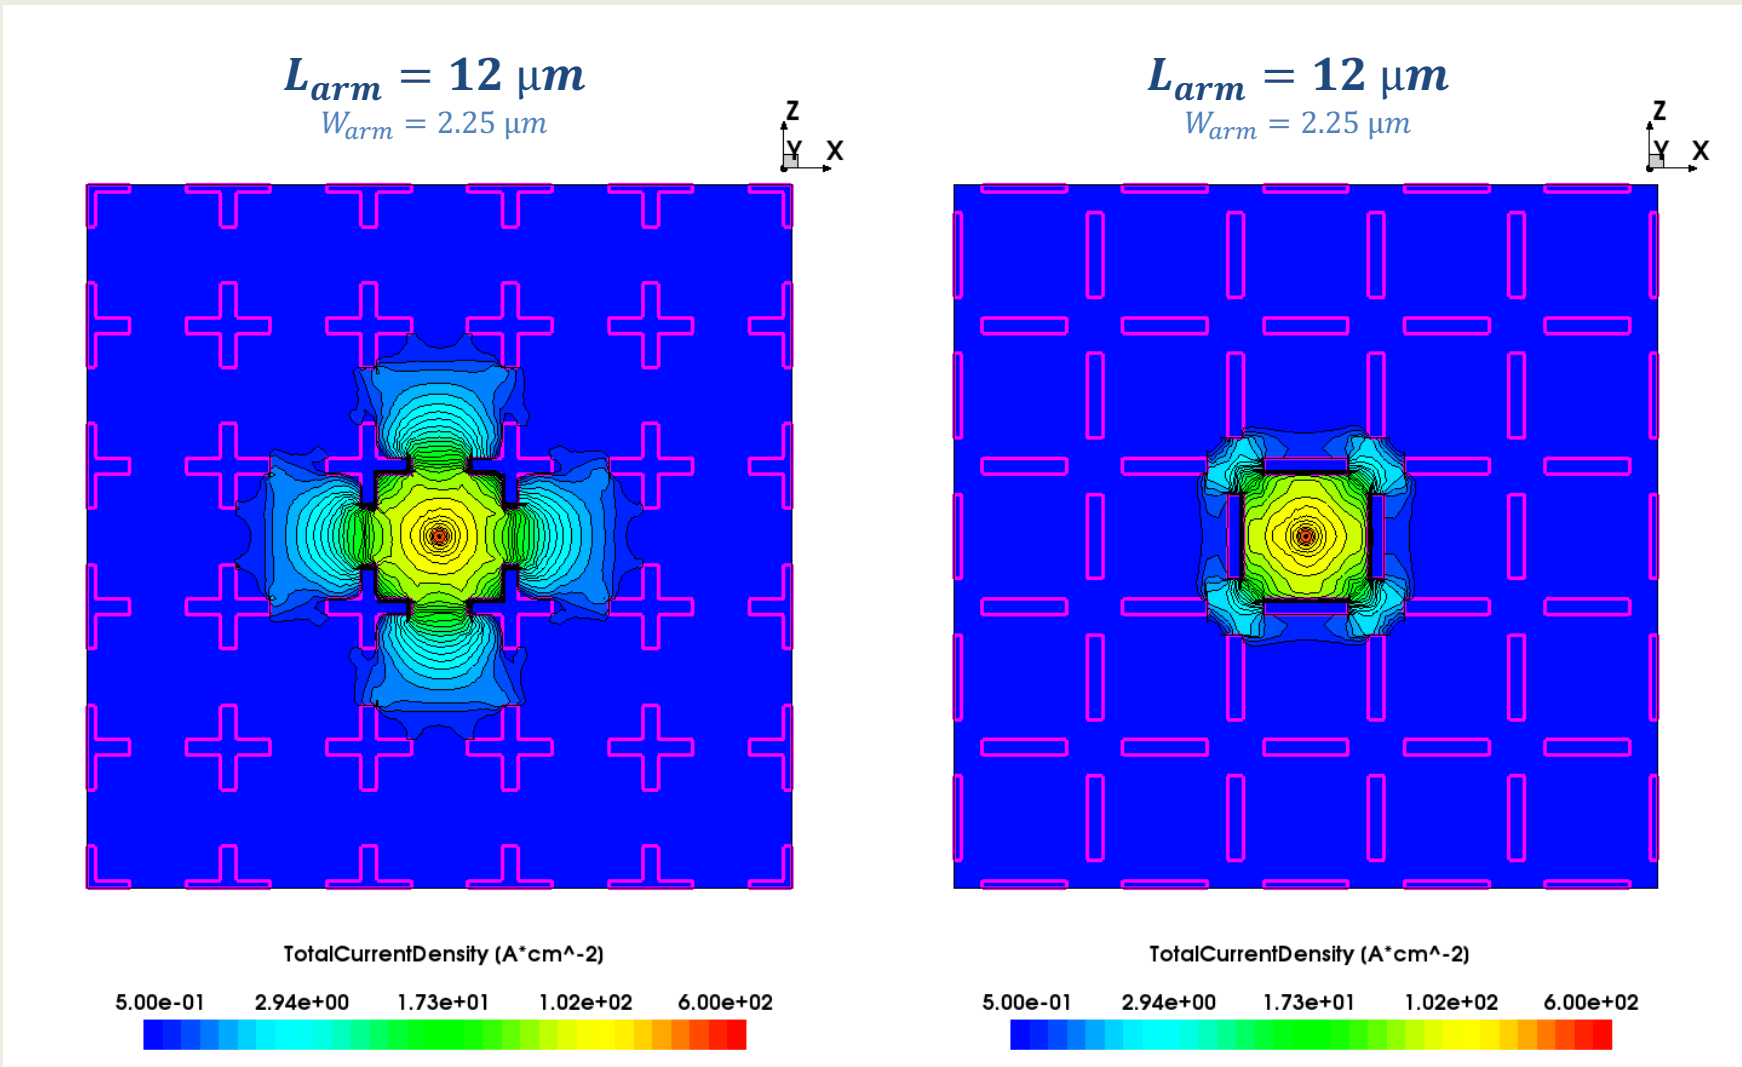 L_arm = 12 μm
W_arm = 2.25 μm
Z
Y X
TotalCurrentDensity (A*cm^-2)
5.00e-01 2.94e+00 1.73e+01 1.02e+02 6.00e+02
L_arm = 12 μm
W_arm = 2.25 μm
Z
Y X
TotalCurrentDensity (A*cm^-2)
5.00e-01 2.94e+00 1.73e+01 1.02e+02 6.00e+02